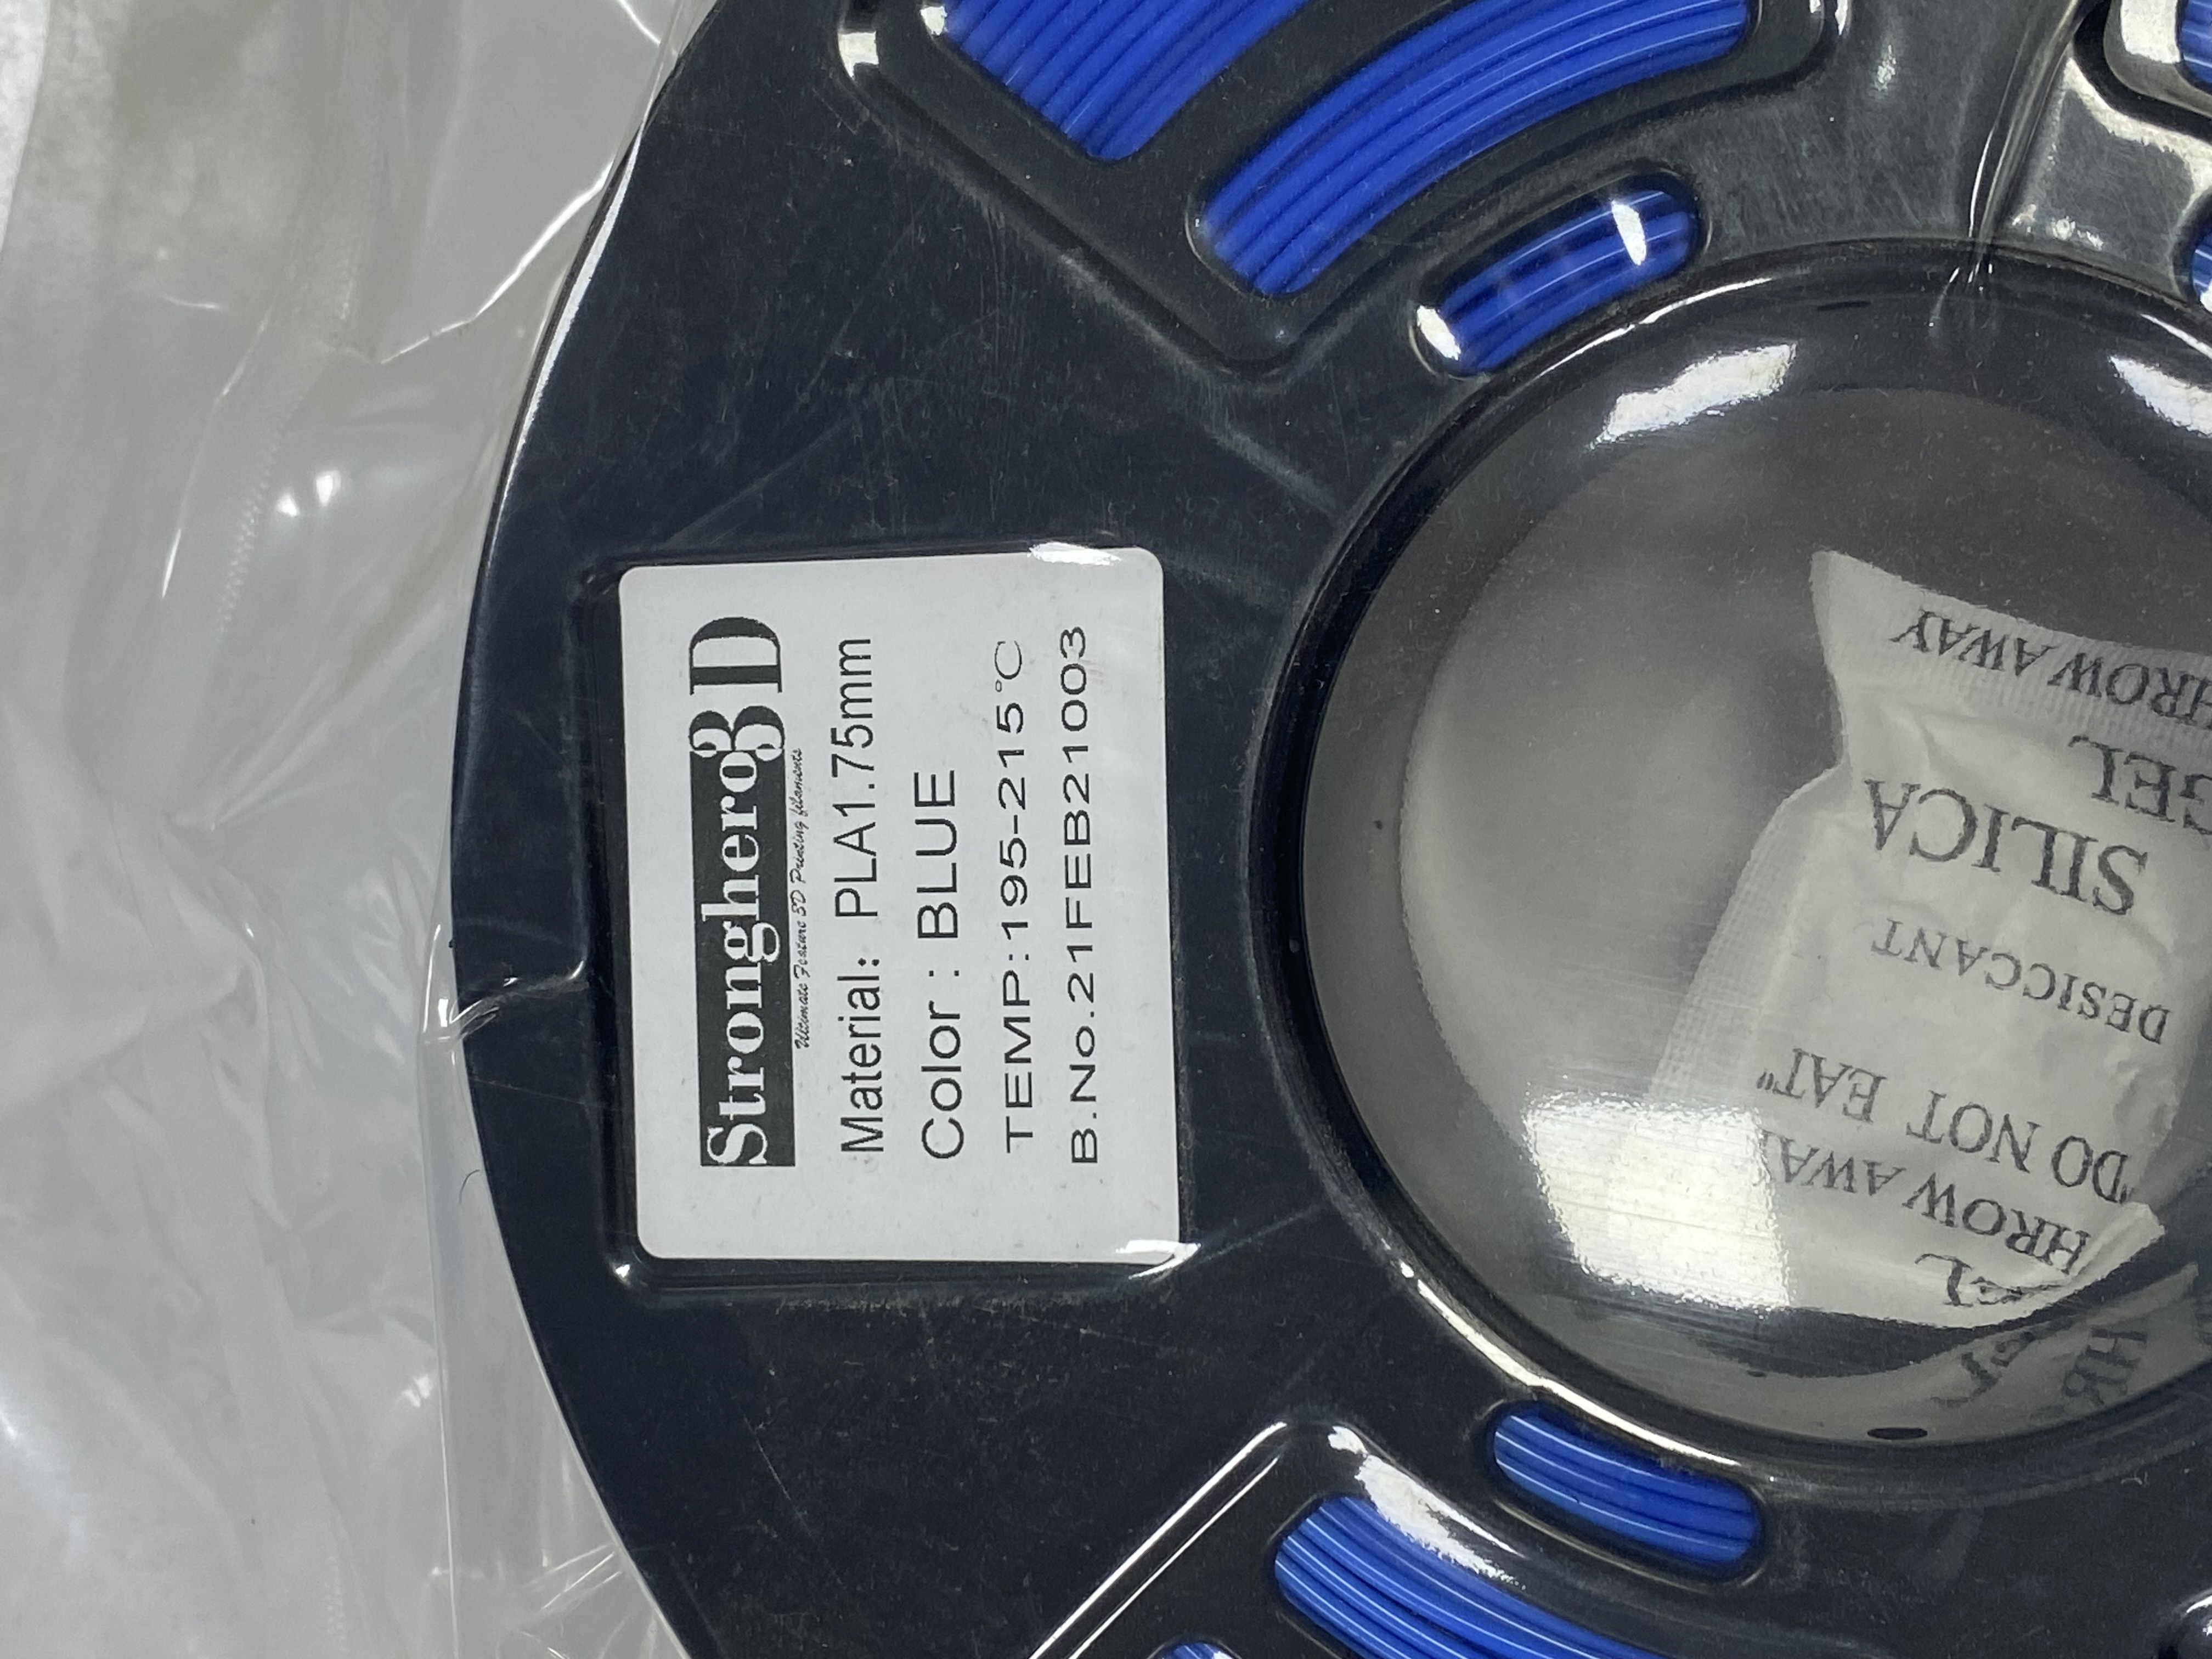 Stronghero3D
Ultimate Feature 3D Printing filaments
Material: PLA1.75mm
Color : BLUE
TEMP:195-215°C
B.No.21FEB21003
HROW AWAY
SILICA GEL
DESICCANT
"DO NOT EAT"
HROW AWA